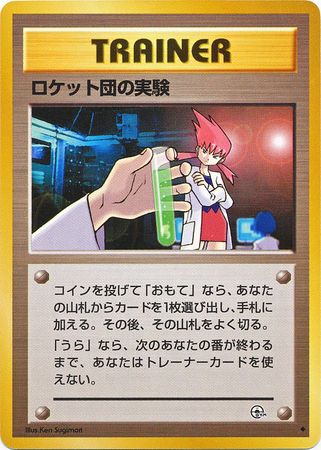 TRAINER
ロケット団の実験
コインを投げて「おもて」なら、あなた
の山札からカードを1枚選び出し、手札に
加える。その後、その山札をよく切る。
「うら」なら、次のあなたの番が終わる
まで、あなたはトレーナーカードを
使えない。
Illus.Ken Sugimori